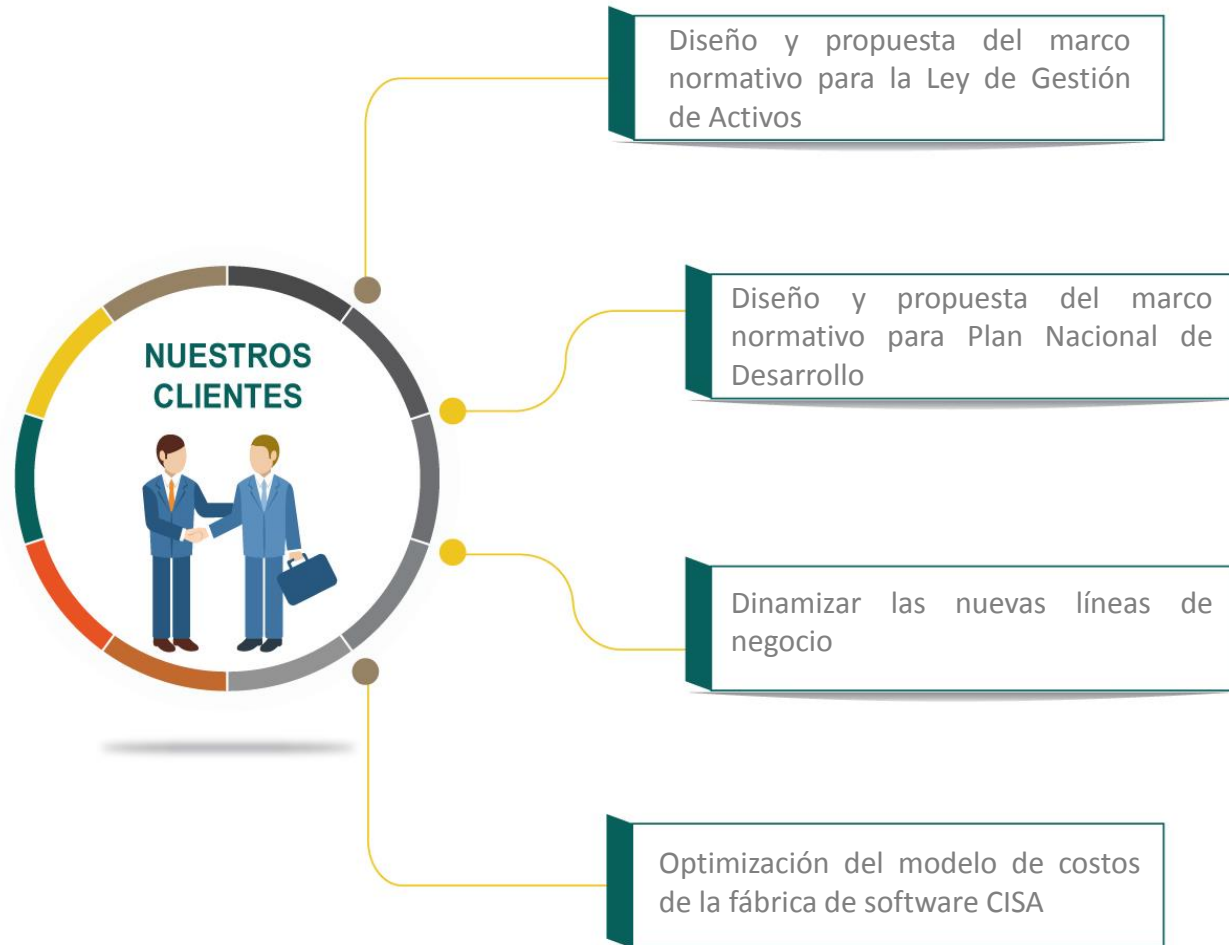 Diseño y propuesta del marco
normativo para la Ley de Gestión
de Activos
NUESTROS
CLIENTES
Diseño y propuesta del marco
normativo para Plan Nacional de
Desarrollo
Dinamizar las nuevas líneas de
negocio
Optimización del modelo de costos
de la fábrica de software CISA